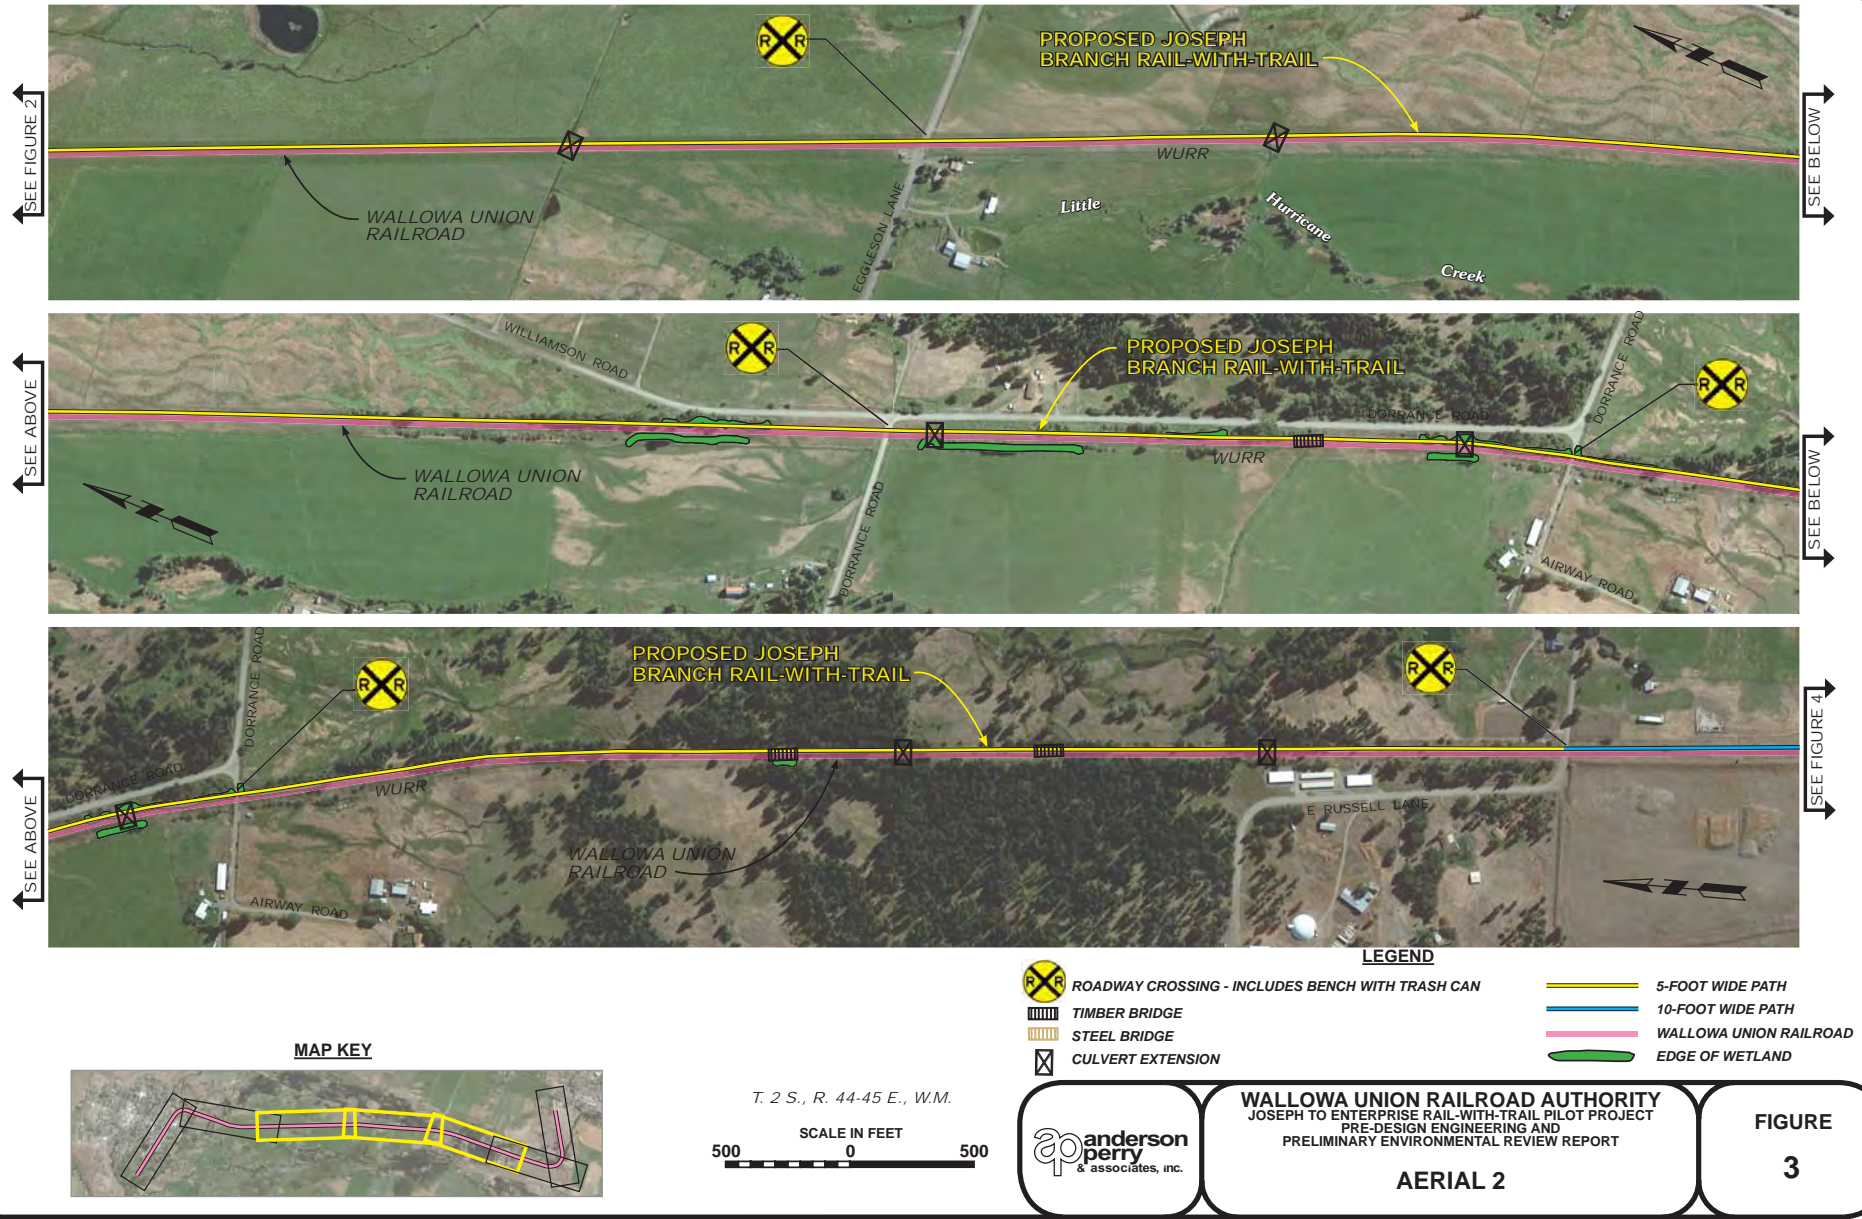 SEE FIGURE 2
R R
PROPOSED JOSEPH
BRANCH RAIL-WITH-TRAIL
WALLOWA UNION
RAILROAD
EGGLESON LANE
WURR
Little
Hurricane
Creek
SEE BELOW
SEE ABOVE
WILLIAMSON ROAD
R R
PROPOSED JOSEPH
BRANCH RAIL-WITH-TRAIL
DORRANCE ROAD
DORRANCE ROAD
R R
WALLOWA UNION
RAILROAD
WURR
DORRANCE ROAD
AIRWAY ROAD
SEE BELOW
SEE ABOVE
DORRANCE ROAD
DORRANCE ROAD
R R
PROPOSED JOSEPH
BRANCH RAIL-WITH-TRAIL
R R
WURR
WALLOWA UNION
RAILROAD
AIRWAY ROAD
E RUSSELL LANE
SEE FIGURE 4
LEGEND
R R ROADWAY CROSSING - INCLUDES BENCH WITH TRASH CAN
TIMBER BRIDGE
STEEL BRIDGE
CULVERT EXTENSION
5-FOOT WIDE PATH
10-FOOT WIDE PATH
WALLOWA UNION RAILROAD
EDGE OF WETLAND
MAP KEY
T. 2 S., R. 44-45 E., W.M.
SCALE IN FEET
500 0 500
ap anderson
perry
& associates, inc.
WALLOWA UNION RAILROAD AUTHORITY
JOSEPH TO ENTERPRISE RAIL-WITH-TRAIL PILOT PROJECT
PRE-DESIGN ENGINEERING AND
PRELIMINARY ENVIRONMENTAL REVIEW REPORT
AERIAL 2
FIGURE
3